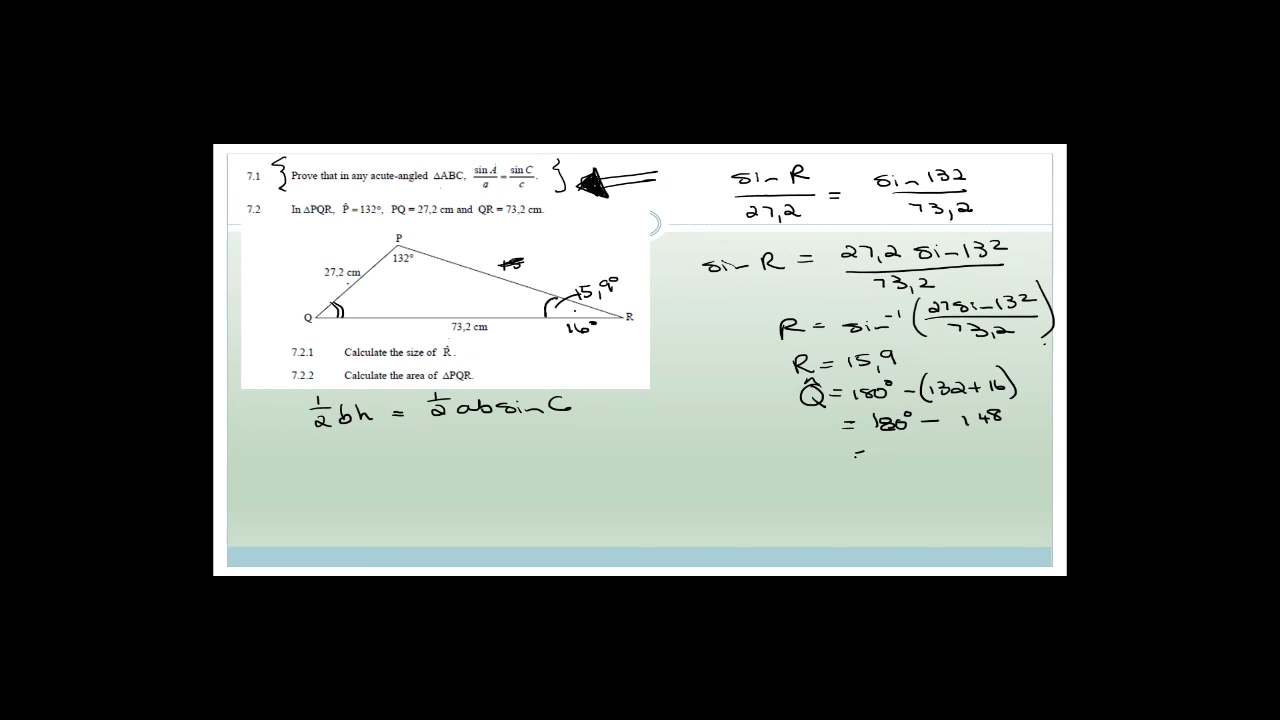 7.1 { Prove that in any acute-angled ΔABC, sin A/a = sin C/c. }
7.2 In ΔPQR, P̂ = 132°, PQ = 27,2 cm and QR = 73,2 cm.
P
132°
27,2 cm
15,9°
Q
R
16°
73,2 cm
7.2.1 Calculate the size of R̂.
7.2.2 Calculate the area of ΔPQR.
1/2 bh = 1/2 ab sin C
sin R/27,2 = sin 132/73,2
sin R = 27,2 sin 132/73,2
R = sin⁻¹ (27 sin 132/73,2)
R = 15,9
Q̂ = 180° - (132 + 16)
= 180° - 148
=